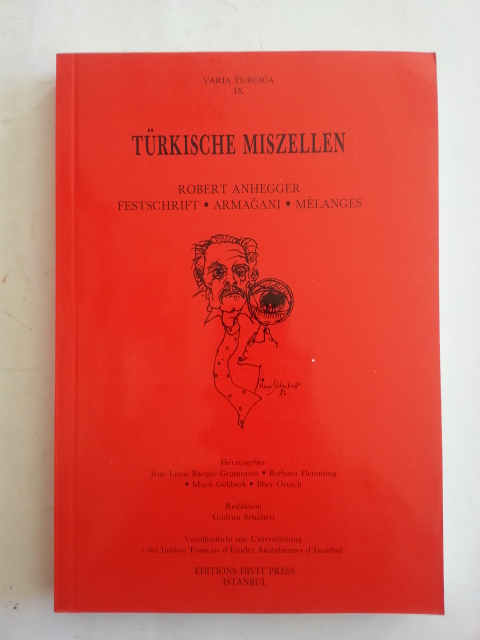 VARIA TURCICA
IX
TÜRKISCHE MISZELLEN
ROBERT ANHEGGER
FESTSCHRIFT • ARMAĞANI • MÉLANGES
Herausgeber
Jean-Louis Bacqué-Grammont • Barbara Flemming
• Macit Gökberk • İlber Ortaylı
Redaktion
Gudrun Schubert
Veröffentlicht mit Unterstützung
des Institut Français d'Études Anatoliennes d'Istanbul
EDITIONS DIVIT PRESS
ISTANBUL